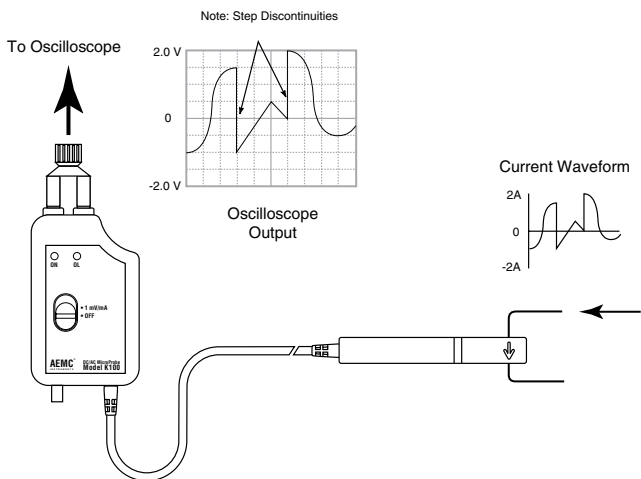 Note: Step Discontinuities
To Oscilloscope
2.0 V
0
-2.0 V
Oscilloscope
Output
Current Waveform
2A
0
-2A
ON OL
• 1 mV/mA
• OFF
AEMC®
INSTRUMENTS
DC/AC MicroProbe
Model K100